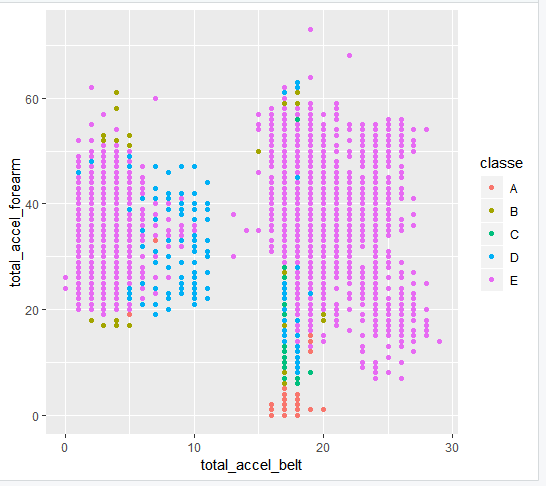 total_accel_forearm
60
40
20
0
0
10
20
30
total_accel_belt
classe
A
B
C
D
E